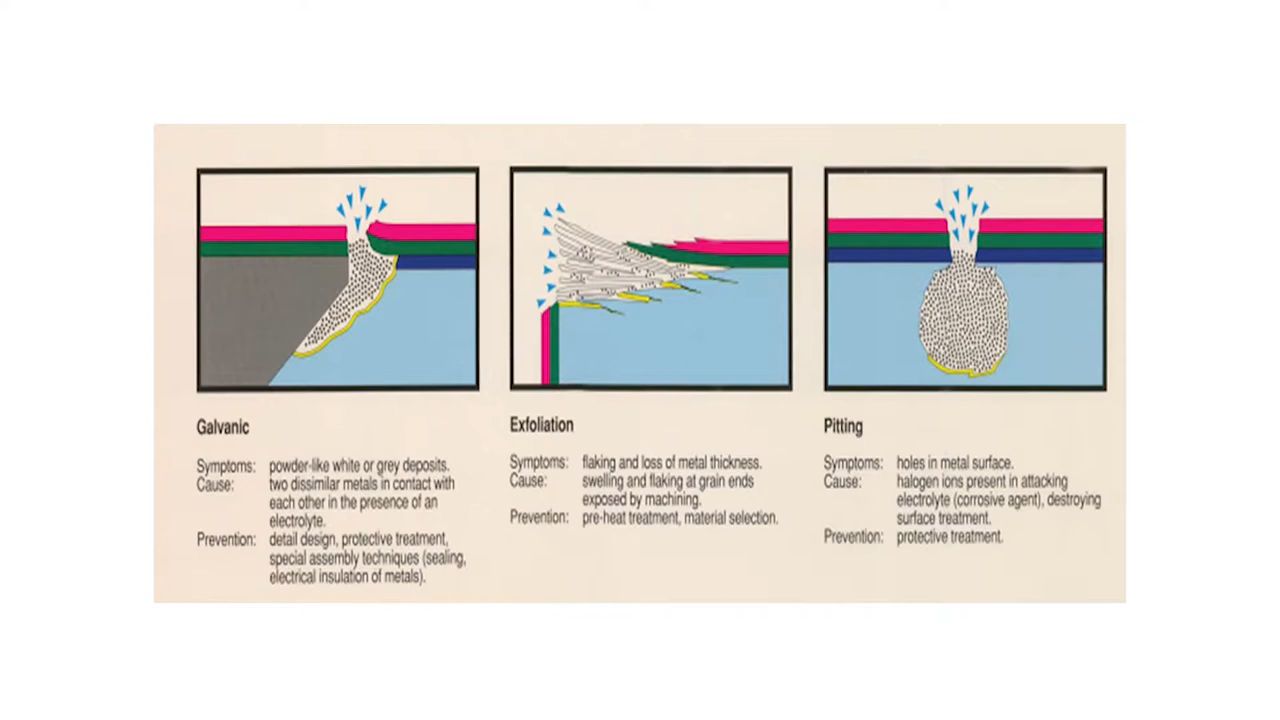 Galvanic
Symptoms: powder-like white or grey deposits.
Cause: two dissimilar metals in contact with
each other in the presence of an
electrolyte.
Prevention: detail design, protective treatment,
special assembly techniques (sealing,
electrical insulation of metals).
Exfoliation
Symptoms: flaking and loss of metal thickness.
Cause: swelling and flaking at grain ends
exposed by machining.
Prevention: pre-heat treatment, material selection.
Pitting
Symptoms: holes in metal surface.
Cause: halogen ions present in attacking
electrolyte (corrosive agent), destroying
surface treatment.
Prevention: protective treatment.